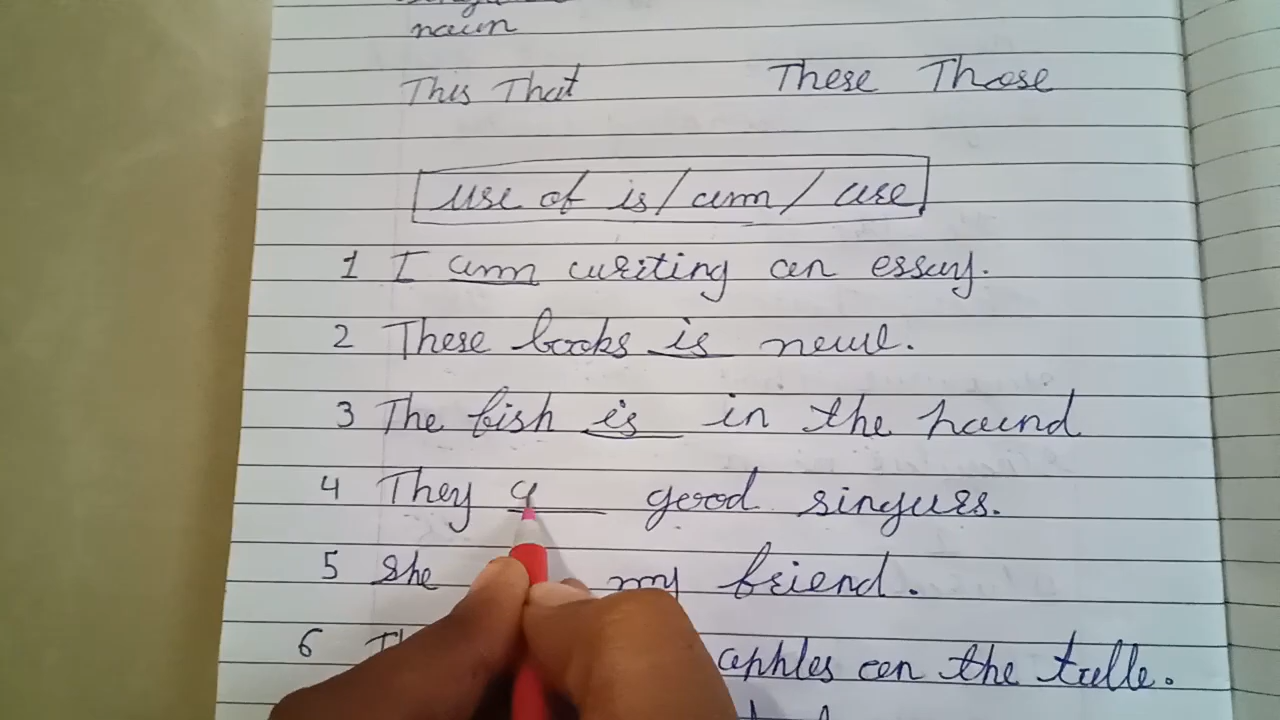 noun
This That These Those
use of is/am/are
1 I am writing an essay.
2 These books is new.
3 The fish is in the hand
4 They a good singers.
5 She my friend.
6 apples on the table.